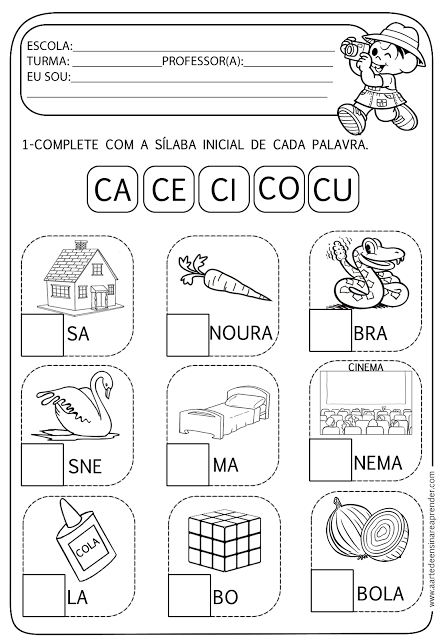 ESCOLA:
TURMA: PROFESSOR(A):
EU SOU:
1-COMPLETE COM A SÍLABA INICIAL DE CADA PALAVRA.
CA CE CI CO CU
SA NOURA BRA
CINEMA
SNE MA NEMA
COLA
LA BO BOLA
www.aartedeensinareaprender.com